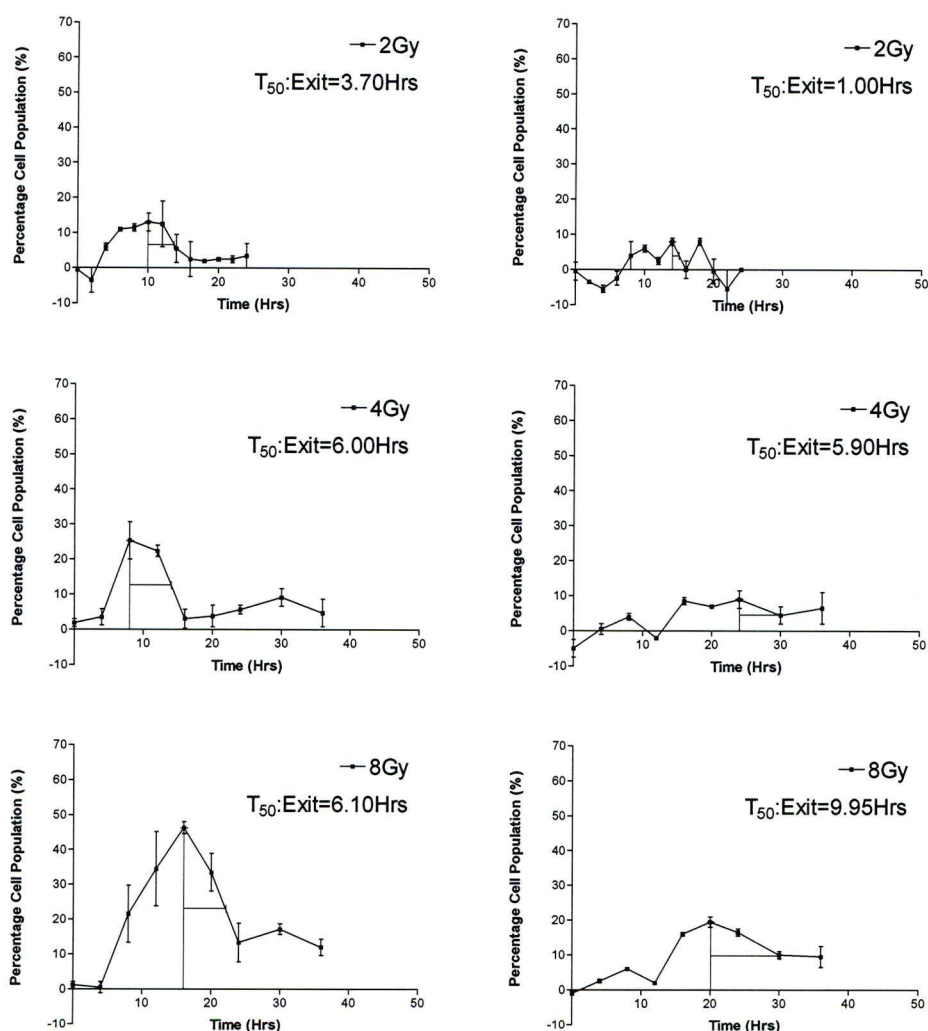 2Gy
T50:Exit=3.70Hrs
Percentage Cell Population (%)
70
60
50
40
30
20
10
0
-10
10 20 30 40 50
Time (Hrs)
2Gy
T50:Exit=1.00Hrs
Percentage Cell Population (%)
70
60
50
40
30
20
10
0
-10
10 20 30 40 50
Time (Hrs)
4Gy
T50:Exit=6.00Hrs
Percentage Cell Population (%)
70
60
50
40
30
20
10
0
-10
10 20 30 40 50
Time (Hrs)
4Gy
T50:Exit=5.90Hrs
Percentage Cell Population (%)
70
60
50
40
30
20
10
0
-10
10 20 30 40 50
Time (Hrs)
8Gy
T50:Exit=6.10Hrs
Percentage Cell Population (%)
70
60
50
40
30
20
10
0
-10
10 20 30 40 50
Time (Hrs)
8Gy
T50:Exit=9.95Hrs
Percentage Cell Population (%)
70
60
50
40
30
20
10
0
-10
10 20 30 40 50
Time (Hrs)